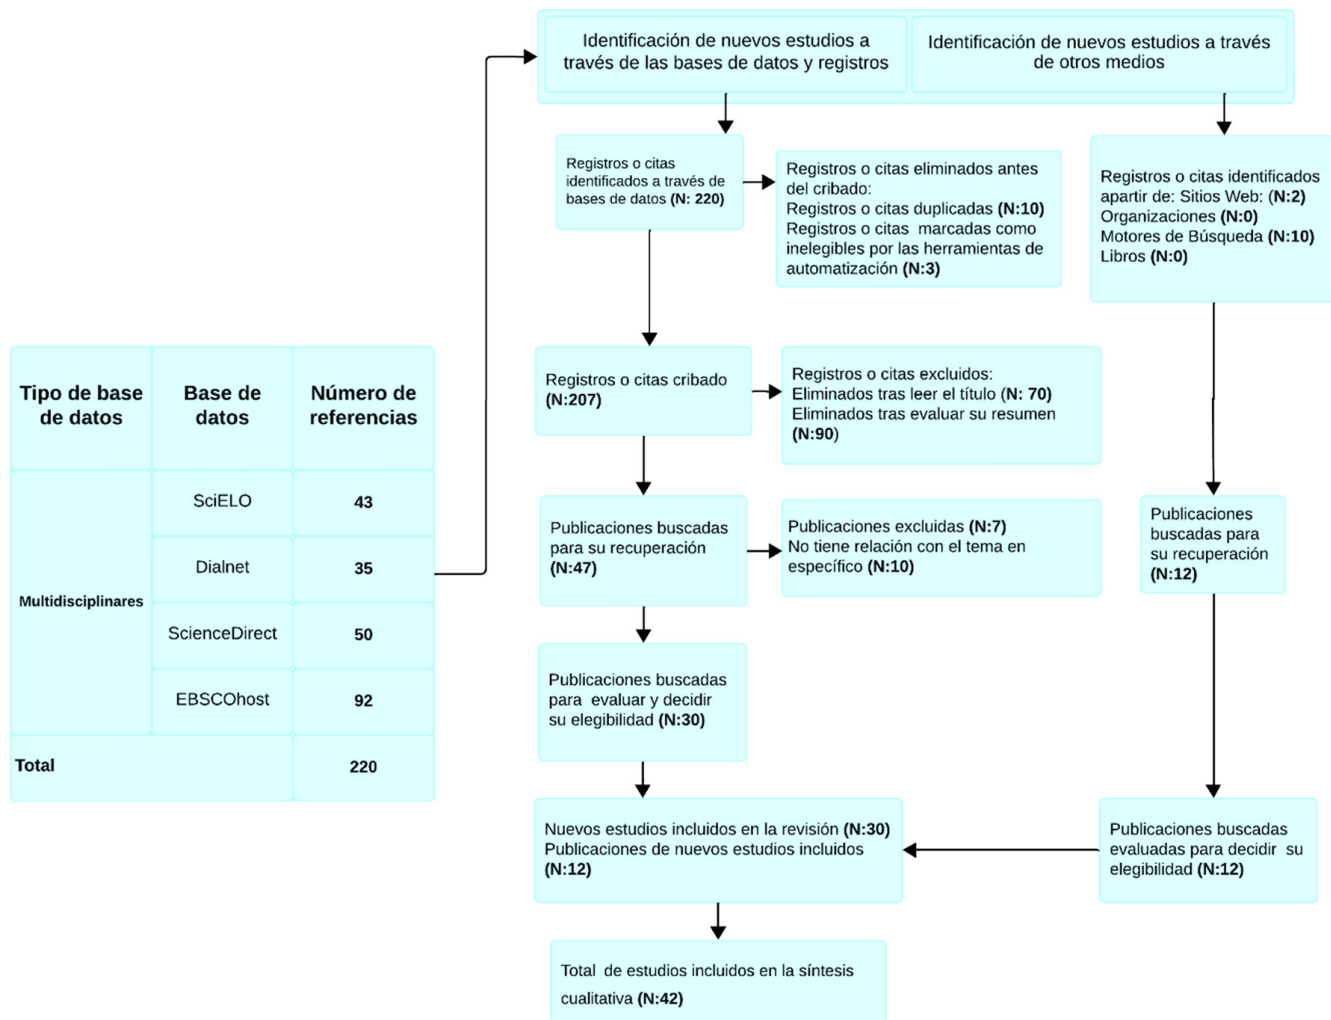 Identificación de nuevos estudios a
través de las bases de datos y registros
Identificación de nuevos estudios a través
de otros medios
Registros o citas
identificados a través de
bases de datos (N: 220)
Registros o citas eliminados antes
del cribado:
Registros o citas duplicadas (N:10)
Registros o citas marcadas como
inelegibles por las herramientas de
automatización (N:3)
Registros o citas identificados
apartir de: Sitios Web: (N:2)
Organizaciones (N:0)
Motores de Búsqueda (N:10)
Libros (N:0)
Tipo de base
de datos
Base de
datos
Número de
referencias
Multidisciplinares
SciELO
43
Dialnet
35
ScienceDirect
50
EBSCOhost
92
Total
220
Registros o citas cribado
(N:207)
Registros o citas excluidos:
Eliminados tras leer el título (N: 70)
Eliminados tras evaluar su resumen
(N:90)
Publicaciones buscadas
para su recuperación
(N:47)
Publicaciones excluidas (N:7)
No tiene relación con el tema en
específico (N:10)
Publicaciones
buscadas para
su recuperación
(N:12)
Publicaciones buscadas
para evaluar y decidir
su elegibilidad (N:30)
Nuevos estudios incluidos en la revisión (N:30)
Publicaciones de nuevos estudios incluidos
(N:12)
Publicaciones buscadas
evaluadas para decidir su
elegibilidad (N:12)
Total de estudios incluidos en la síntesis
cualitativa (N:42)